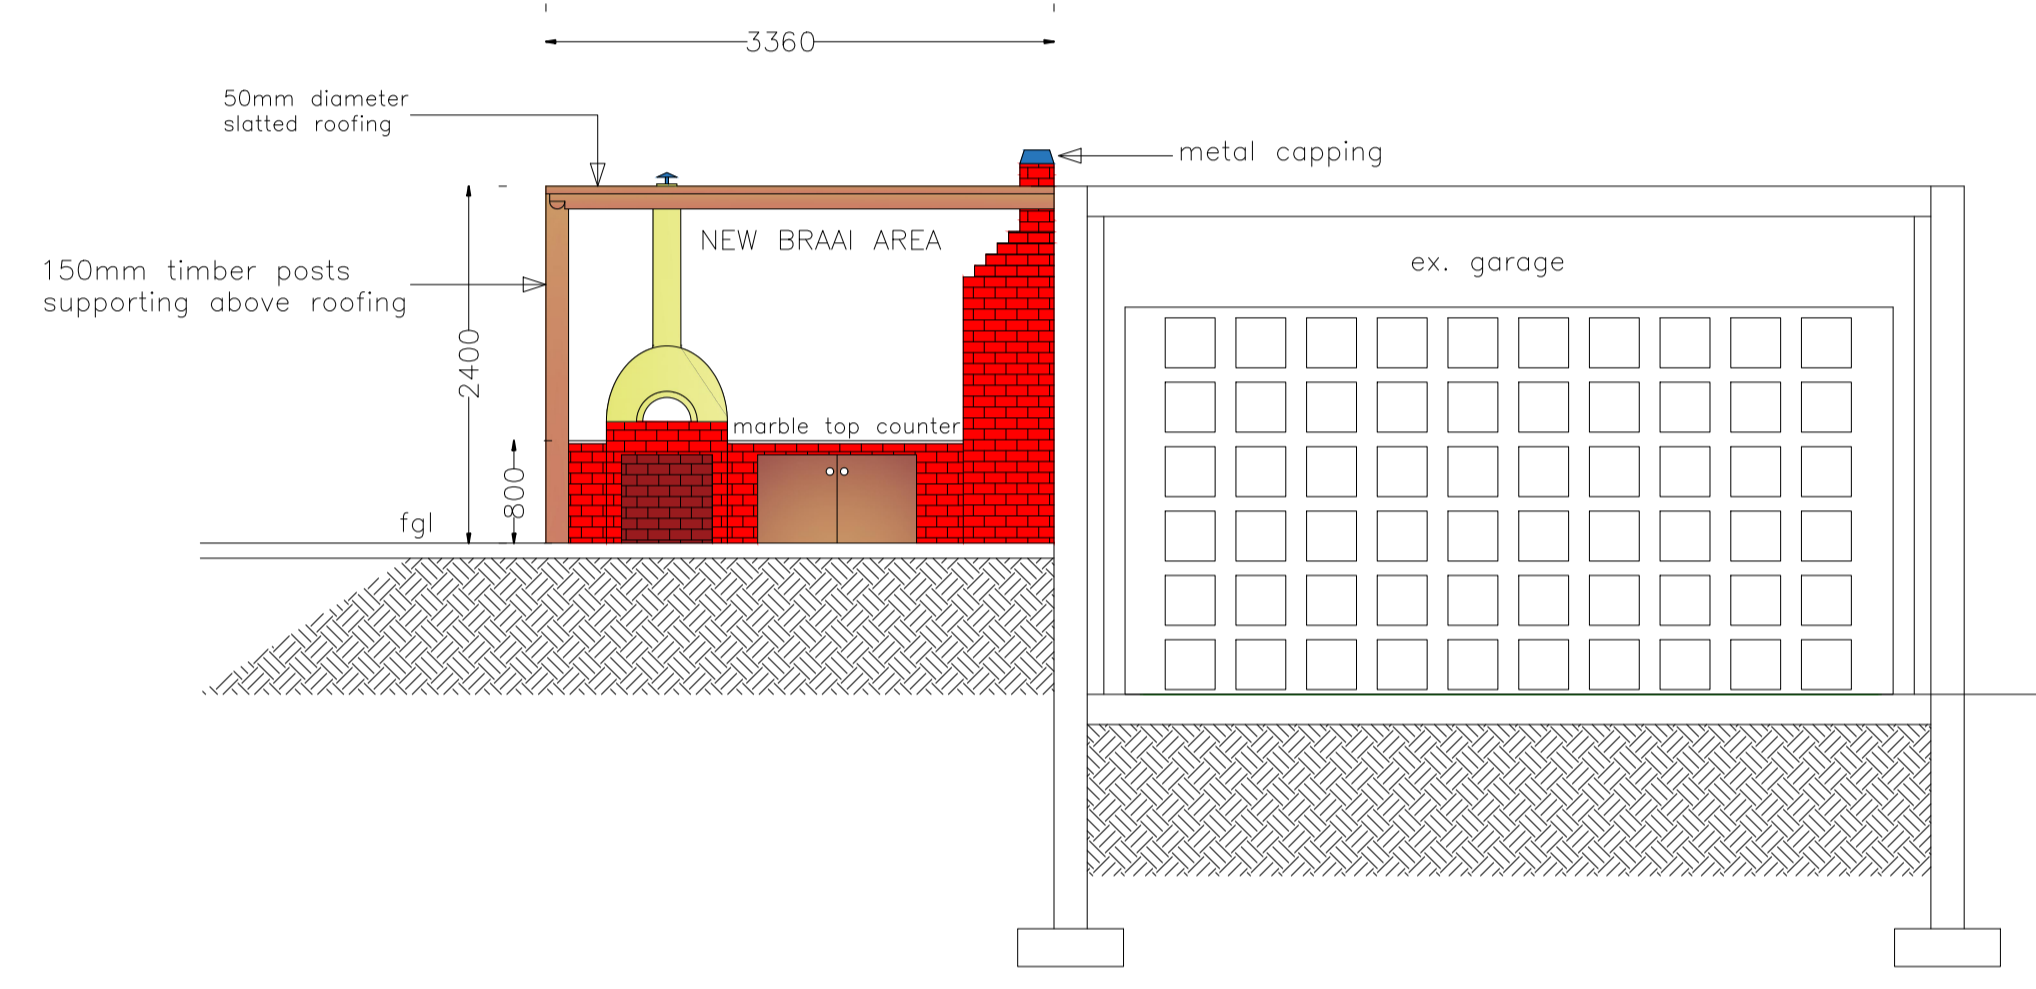 3360
50mm diameter
slatted roofing
metal capping
NEW BRAAI AREA
150mm timber posts
supporting above roofing
ex. garage
2400
marble top counter
800
fgl